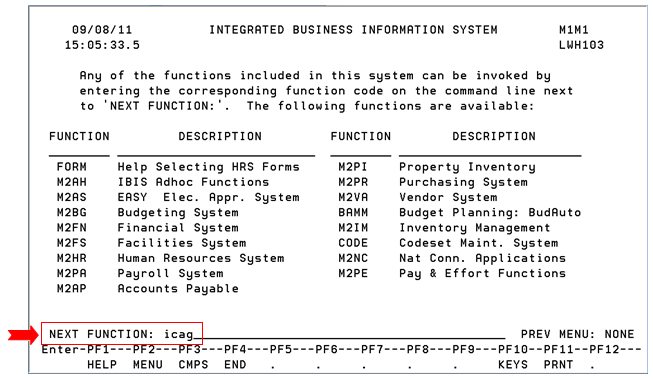 09/08/11 INTEGRATED BUSINESS INFORMATION SYSTEM M1M1
15:05:33.5 LWH103
Any of the functions included in this system can be invoked by
entering the corresponding function code on the command line next
to 'NEXT FUNCTION:'. The following functions are available:
FUNCTION DESCRIPTION FUNCTION DESCRIPTION
FORM Help Selecting HRS Forms M2PI Property Inventory
M2AH IBIS Adhoc Functions M2PR Purchasing System
M2AS EASY Elec. Appr. System M2VA Vendor System
M2BG Budgeting System BAMM Budget Planning: BudAuto
M2FN Financial System M2IM Inventory Management
M2FS Facilities System CODE Codeset Maint. System
M2HR Human Resources System M2NC Nat Conn. Applications
M2PA Payroll System M2PE Pay & Effort Functions
M2AP Accounts Payable
NEXT FUNCTION: icag PREV MENU: NONE
Enter-PF1---PF2---PF3---PF4---PF5---PF6---PF7---PF8---PF9---PF10--PF11--PF12---
HELP MENU CMPS END . . . . . KEYS PRNT .